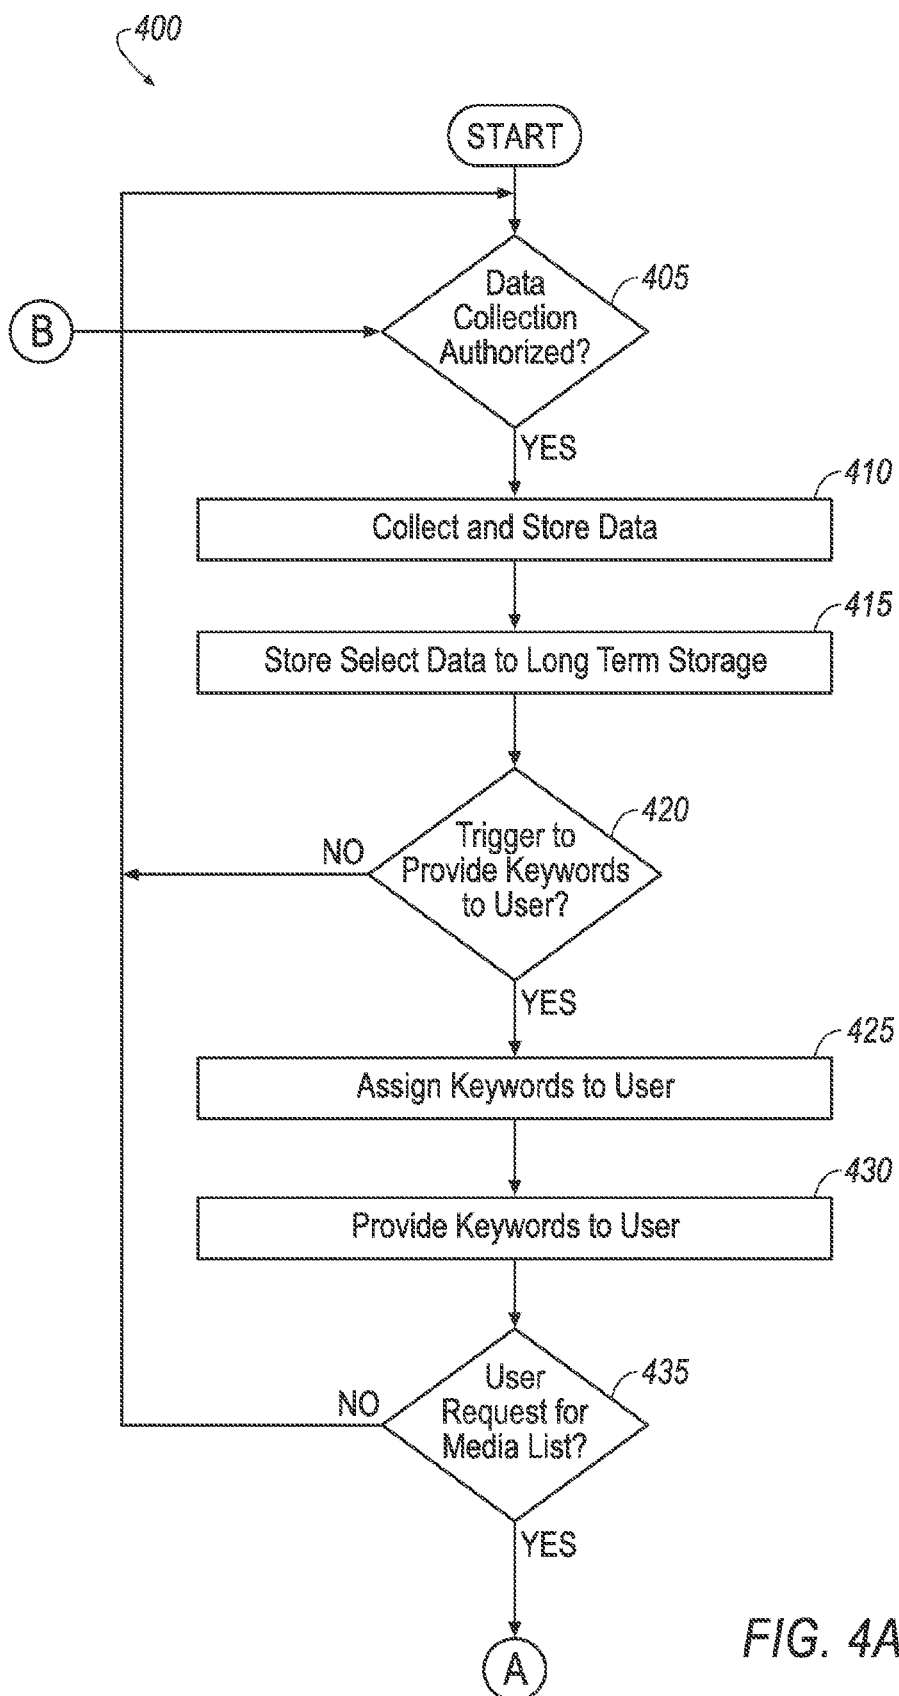 400
START
Data
Collection
Authorized?
405
B
YES
410
Collect and Store Data
415
Store Select Data to Long Term Storage
420
Trigger to
Provide Keywords
to User?
NO
YES
425
Assign Keywords to User
430
Provide Keywords to User
435
User
Request for
Media List?
NO
YES
A
FIG. 4A